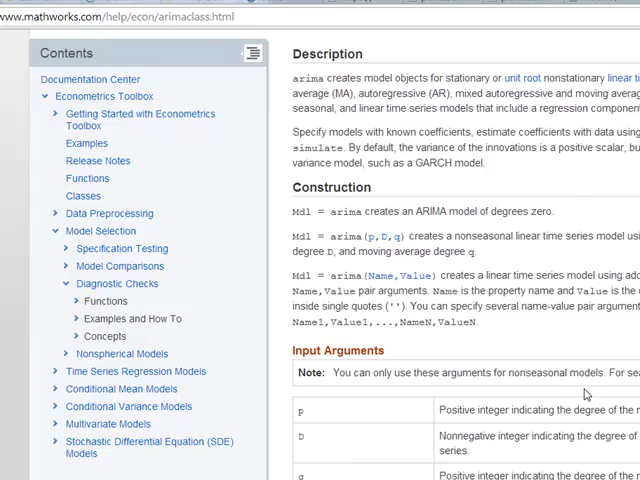 www.mathworks.com/help/econ/arimaclass.html
Contents
Documentation Center
Econometrics Toolbox
Getting Started with Econometrics
Toolbox
Examples
Release Notes
Functions
Classes
Data Preprocessing
Model Selection
Specification Testing
Model Comparisons
Diagnostic Checks
Functions
Examples and How To
Concepts
Nonspherical Models
Time Series Regression Models
Conditional Mean Models
Conditional Variance Models
Multivariate Models
Stochastic Differential Equation (SDE)
Models
Description
arima creates model objects for stationary or unit root nonstationary linear
average (MA), autoregressive (AR), mixed autoregressive and moving
seasonal, and linear time series models that include a regression
Specify models with known coefficients, estimate coefficients with data using
simulate. By default, the variance of the innovations is a positive scalar,
variance model, such as a GARCH model.
Construction
Mdl = arima creates an ARIMA model of degrees zero.
Mdl = arima(p,D,q) creates a nonseasonal linear time series model
degree D, and moving average degree q.
Mdl = arima(Name,Value) creates a linear time series model using
Name,Value pair arguments. Name is the property name and Value is the
inside single quotes (''). You can specify several name-value pair
Name1,Value1,...,NameN,ValueN.
Input Arguments
Note: You can only use these arguments for nonseasonal models. For
p
Positive integer indicating the degree of the
D
Nonnegative integer indicating the degree of
series.
q
Positive integer indicating the degree of the